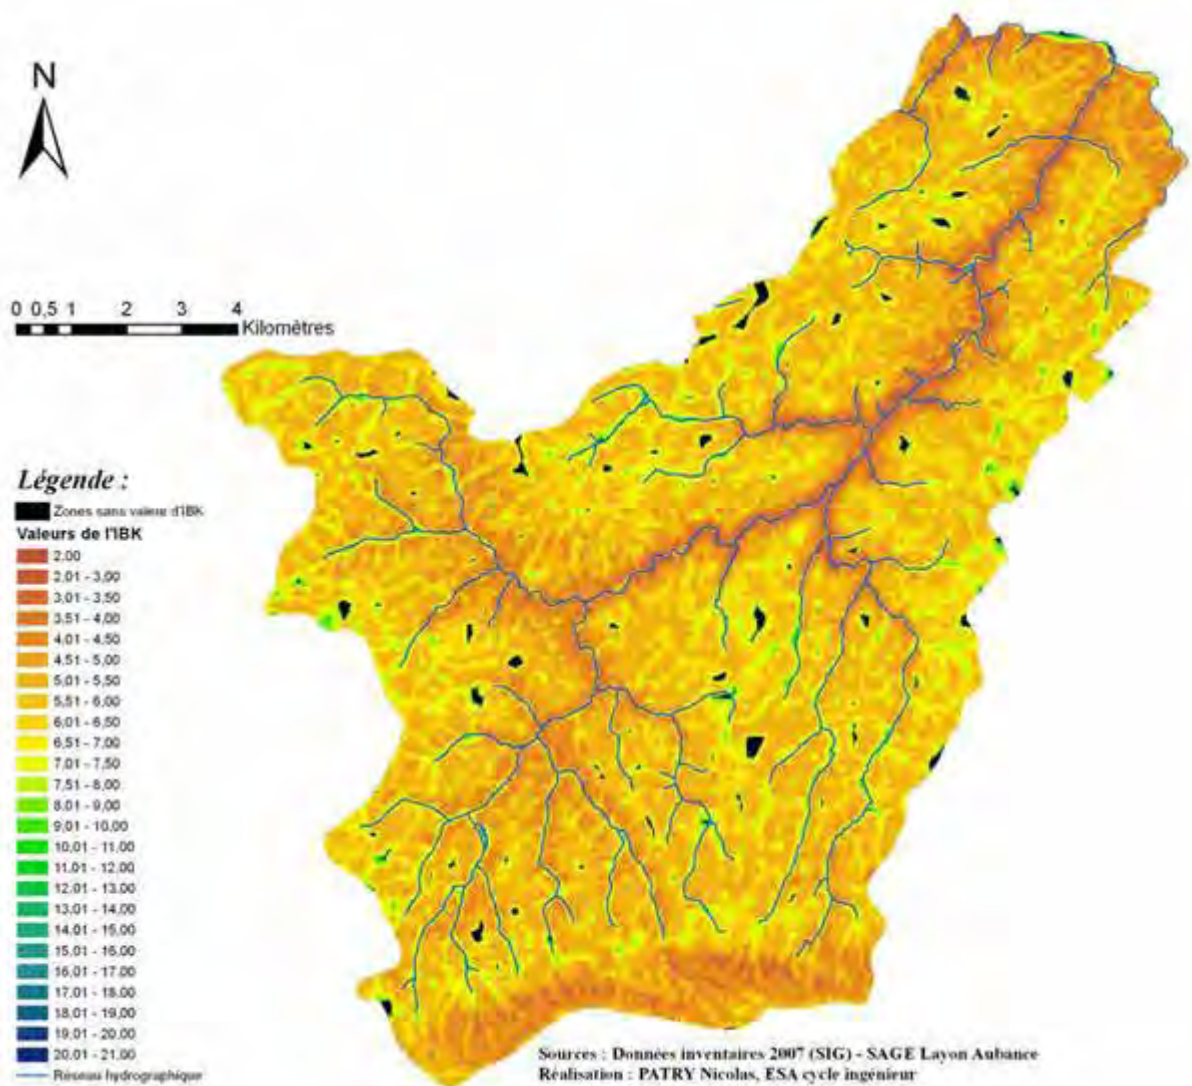 N
0 0,5 1 2 3 4
Kilomètres
Légende :
Zones sans valeur d'IBK
Valeurs de l'IBK
2,00
2,01 - 3,00
3,01 - 3,50
3,51 - 4,00
4,01 - 4,50
4,51 - 5,00
5,01 - 5,50
5,51 - 6,00
6,01 - 6,50
6,51 - 7,00
7,01 - 7,50
7,51 - 8,00
8,01 - 9,00
9,01 - 10,00
10,01 - 11,00
11,01 - 12,00
12,01 - 13,00
13,01 - 14,00
14,01 - 15,00
15,01 - 16,00
16,01 - 17,00
17,01 - 18,00
18,01 - 19,00
19,01 - 20,00
20,01 - 21,00
Réseau hydrographique
Sources : Données inventaires 2007 (SIG) - SAGE Layon Aubance
Réalisation : PATRY Nicolas, ESA cycle ingénieur